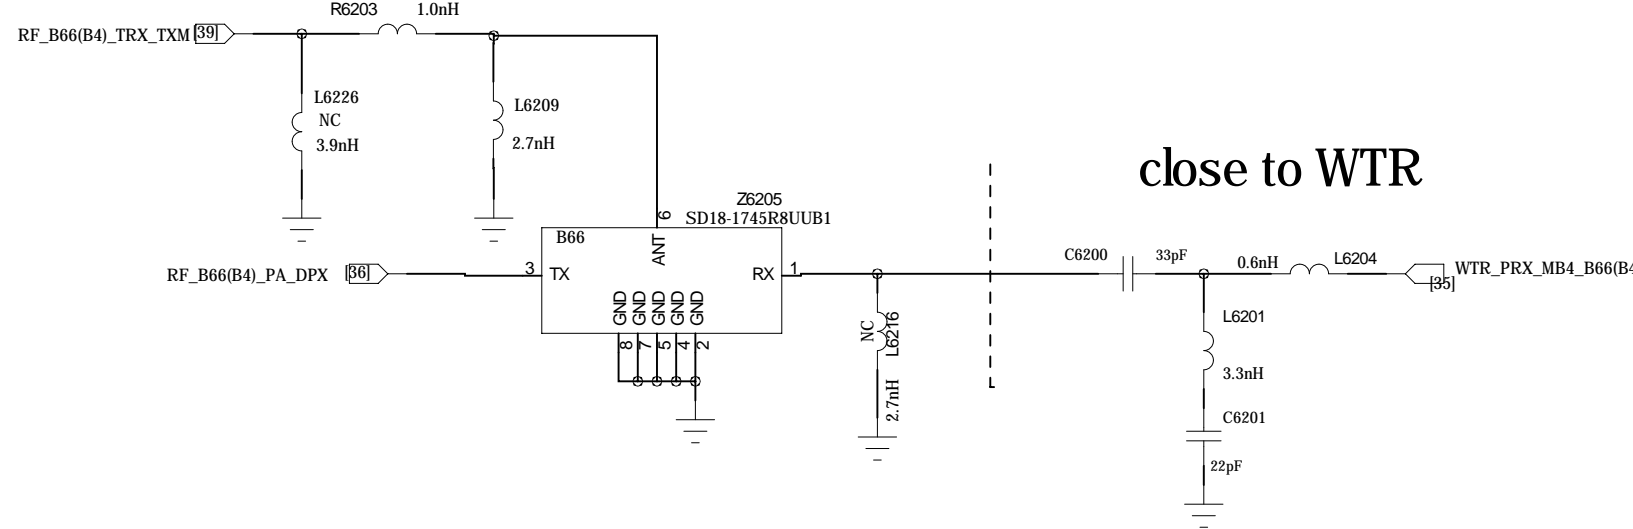 R6203 1.0nH
RF_B66(B4)_TRX_TXM [39]
L6226
NC
3.9nH
L6209
2.7nH
close to WTR
Z6205
SD18-1745R8UUB1
6
B66
ANT
RF_B66(B4)_PA_DPX [36]
3 TX
RX 1
GND GND GND GND GND
8 7 5 4 2
NC L6216
2.7nH
C6200 33pF
0.6nH L6204
WTR_PRX_MB4_B66(B4
[35]
L6201
3.3nH
C6201
22pF